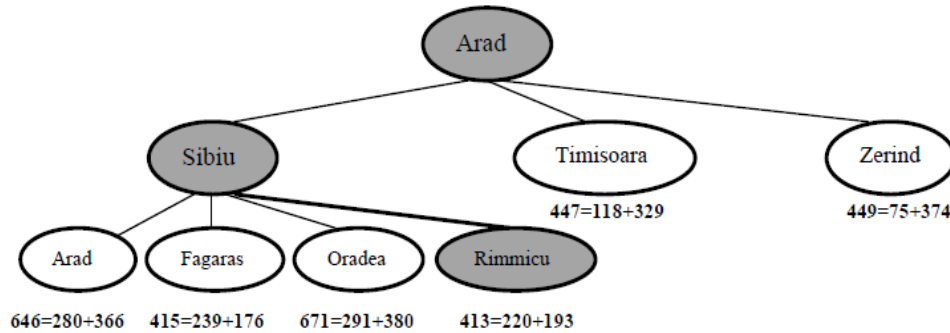 Arad
Sibiu
Timisoara
Zerind
447=118+329
449=75+374
Arad
Fagaras
Oradea
Rimmicu
646=280+366
415=239+176
671=291+380
413=220+193